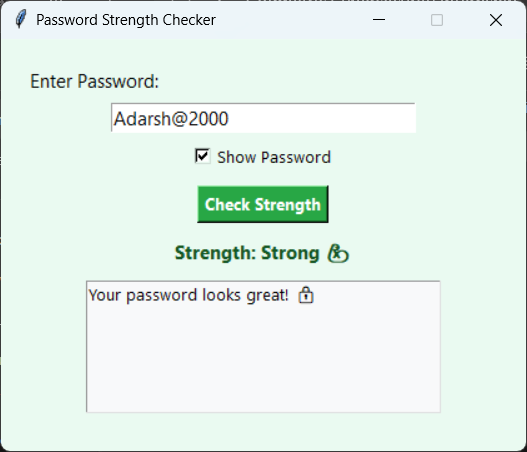 Password Strength Checker
Enter Password:
Adarsh@2000
Show Password
Check Strength
Strength: Strong 💪
Your password looks great! 🔒